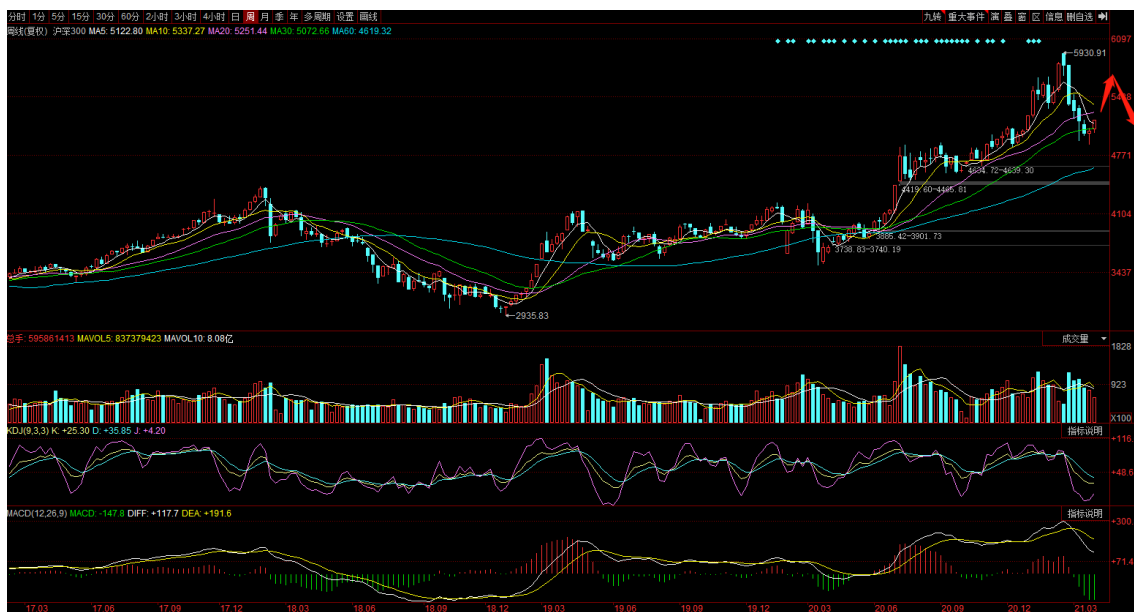 分时 1分 5分 15分 30分 60分 2小时 3小时 4小时 日 周 月 季 年 多周期 设置 画线 九转 重大事件 演 叠 窗 区 信息 删自选
周线(复权) 沪深300 MA5: 5122.80 MA10: 5337.27 MA20: 5251.44 MA30: 5072.66 MA60: 4619.32
6097
5930.91
4771
4634.72-4639.30
4419.60-4465.81
4104
3901.73
3738.83-3740.19
3437
2935.83
总手: 595861413 MAVOL5: 837379423 MAVOL10: 8.08亿 成交量
1828
923
X100
KDJ(9,3,3) K: +25.30 D: +35.85 J: +4.20 指标说明
+116.
+48.6
MACD(12,26,9) MACD: -147.8 DIFF: +117.7 DEA: +191.6 指标说明
+300.
+71.4
17.03 17.06 17.09 17.12 18.03 18.06 18.09 18.12 19.03 19.06 19.09 19.12 20.03 20.06 20.09 20.12 21.03